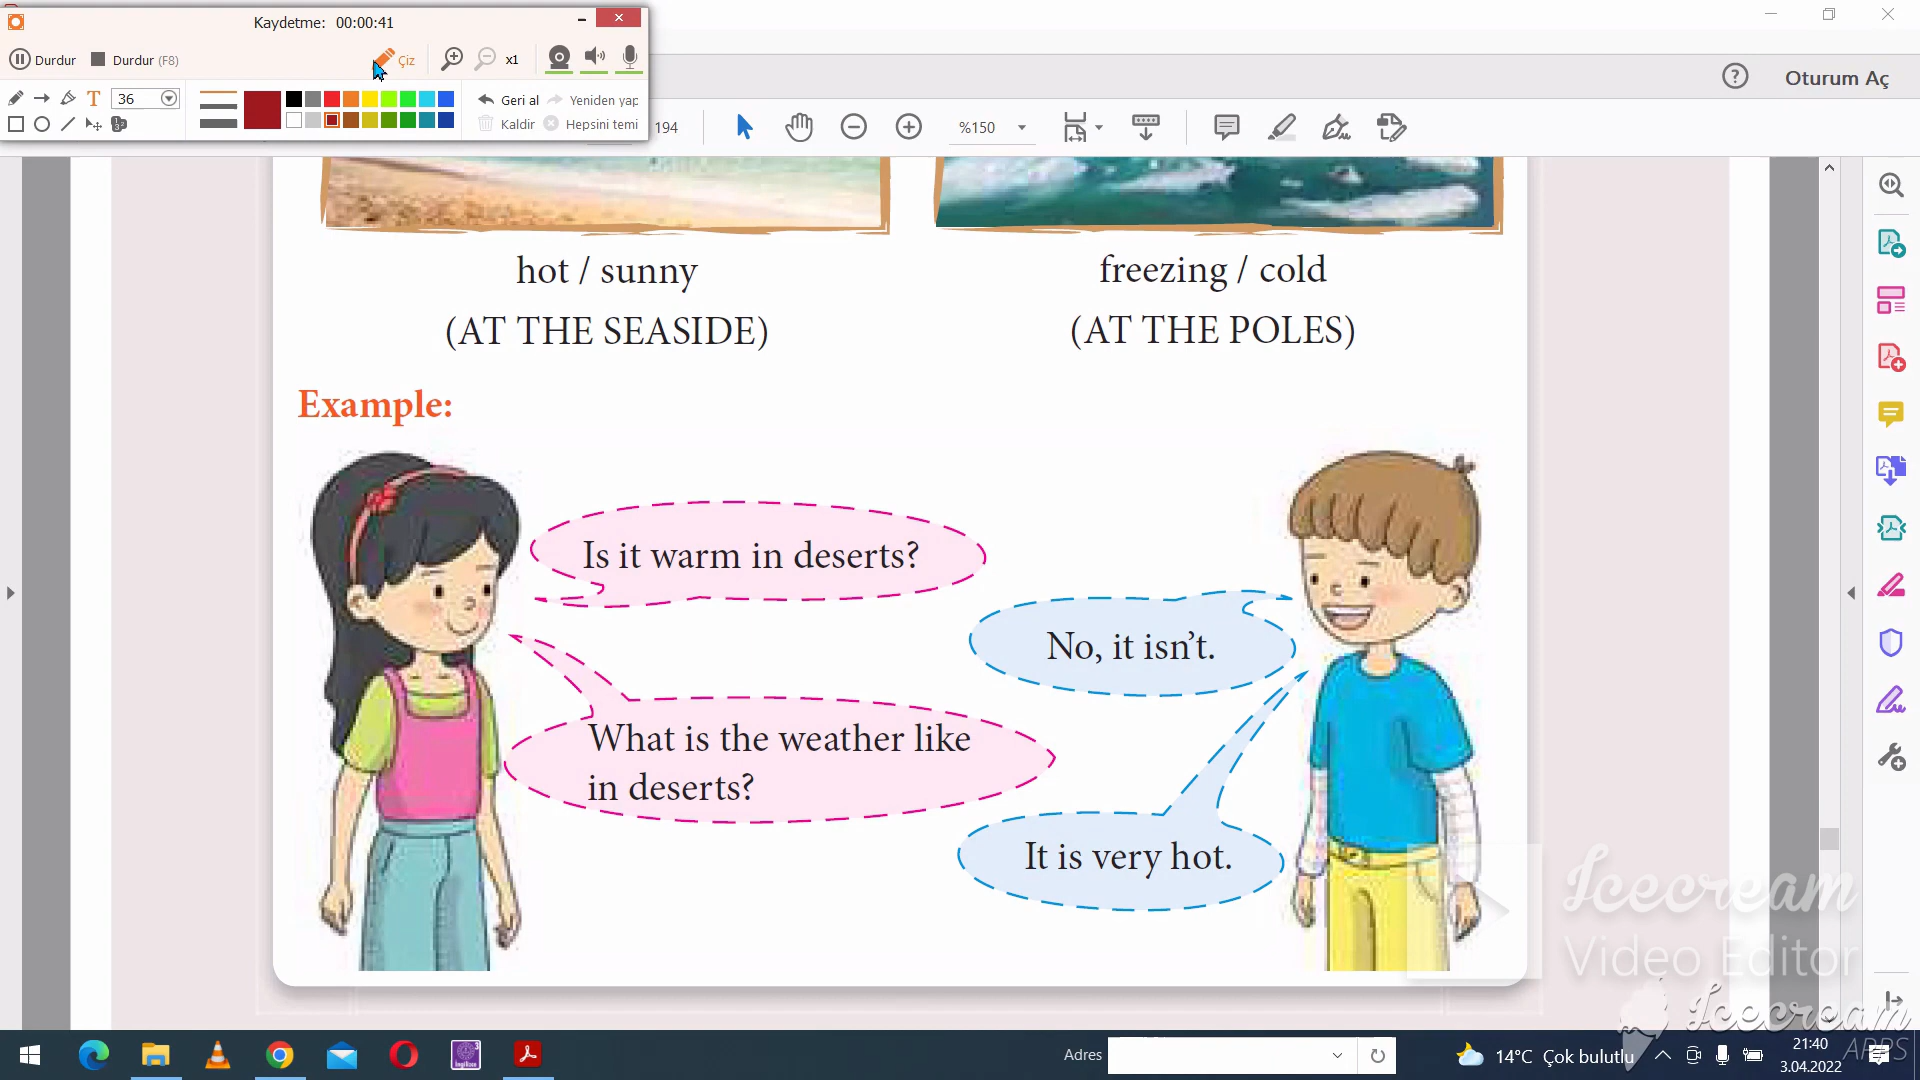 Kaydetme: 00:00:41
Durdur
Durdur (F8)
Çiz
x1
36
Geri al
Yeniden yap
Kaldir
Hepsini temi
Oturum Aç
194
%150
hot / sunny
(AT THE SEASIDE)
freezing / cold
(AT THE POLES)
Example:
Is it warm in deserts?
No, it isn't.
What is the weather like
in deserts?
It is very hot.
Icecream
Video Editor
Icecream
APPS
Adres
14°C Çok bulutlu
21:40
3.04.2022